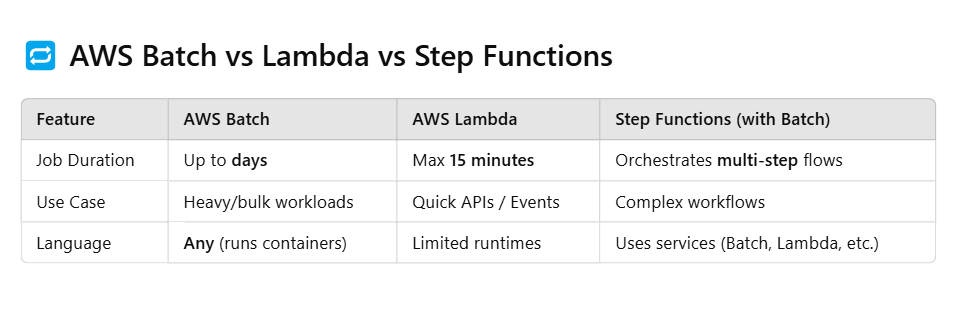 AWS Batch vs Lambda vs Step Functions
Feature AWS Batch AWS Lambda Step Functions (with Batch)
Job Duration Up to days Max 15 minutes Orchestrates multi-step flows
Use Case Heavy/bulk workloads Quick APIs / Events Complex workflows
Language Any (runs containers) Limited runtimes Uses services (Batch, Lambda, etc.)